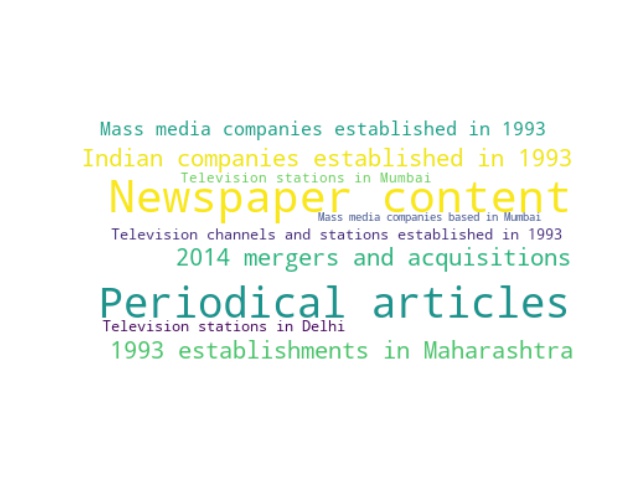 Mass media companies established in 1993
Indian companies established in 1993
Television stations in Mumbai
Newspaper content
Mass media companies based in Mumbai
Television channels and stations established in 1993
2014 mergers and acquisitions
Periodical articles
Television stations in Delhi
1993 establishments in Maharashtra